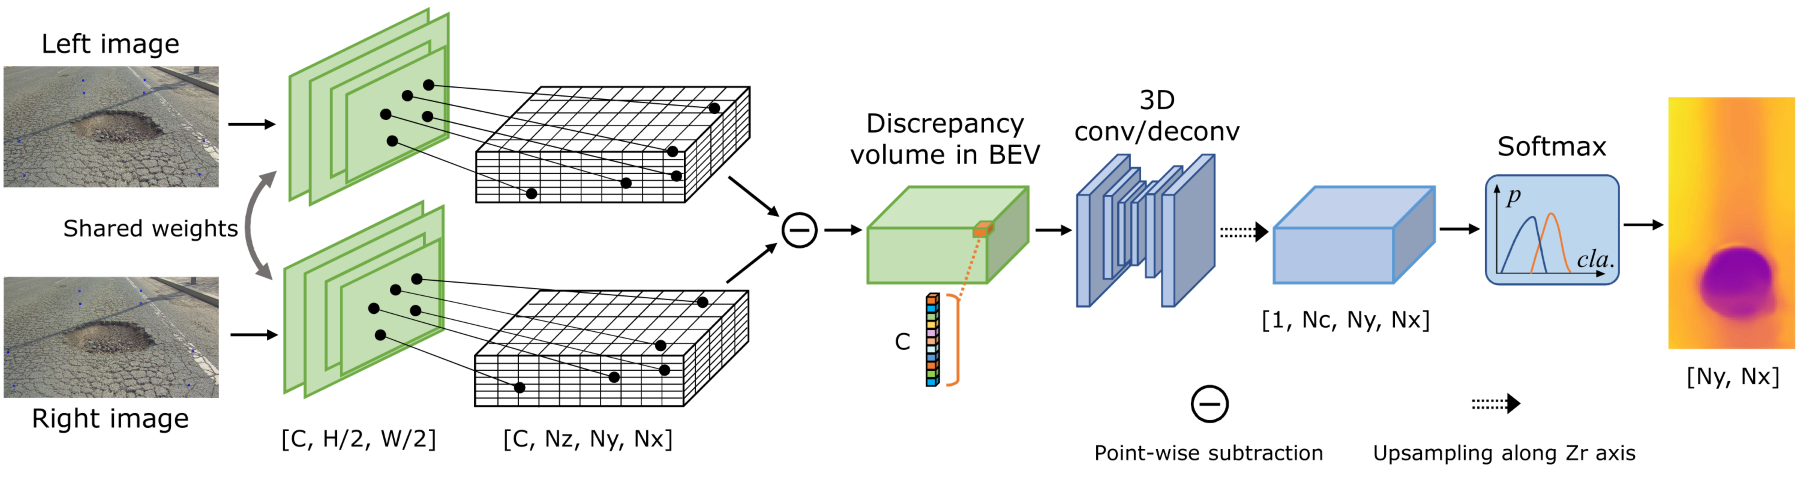 Left image
Shared weights
Right image
[C, H/2, W/2]
[C, Nz, Ny, Nx]
Discrepancy
volume in BEV
C
3D
conv/deconv
[1, Nc, Ny, Nx]
Softmax
p
cla.
[Ny, Nx]
Point-wise subtraction
Upsampling along Zr axis